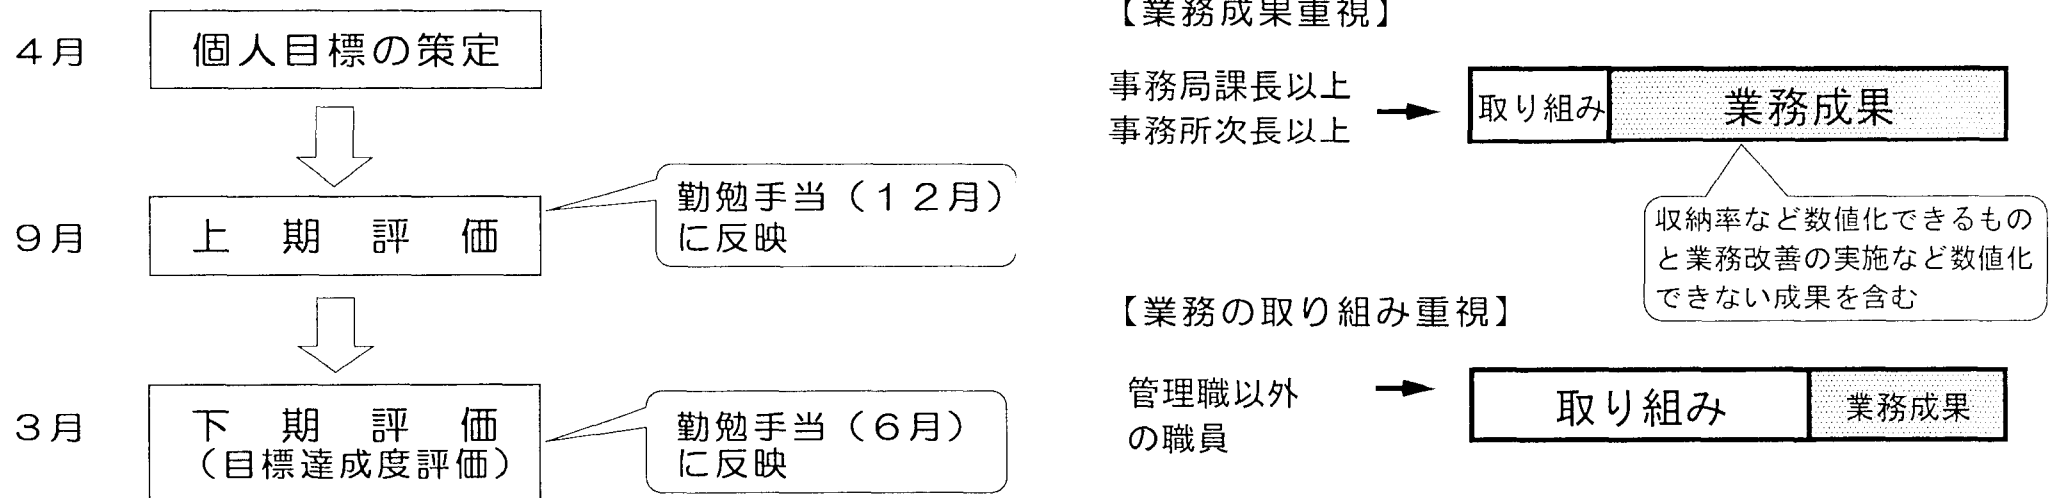 ４月
個人目標の策定
９月
上期評価
勤勉手当（１２月）
に反映
３月
下期評価
（目標達成度評価）
勤勉手当（６月）
に反映
【業務成果重視】
事務局課長以上
事務所次長以上
取り組み
業務成果
収納率など数値化できるもの
と業務改善の実施など数値化
できない成果を含む
【業務の取り組み重視】
管理職以外
の職員
取り組み
業務成果